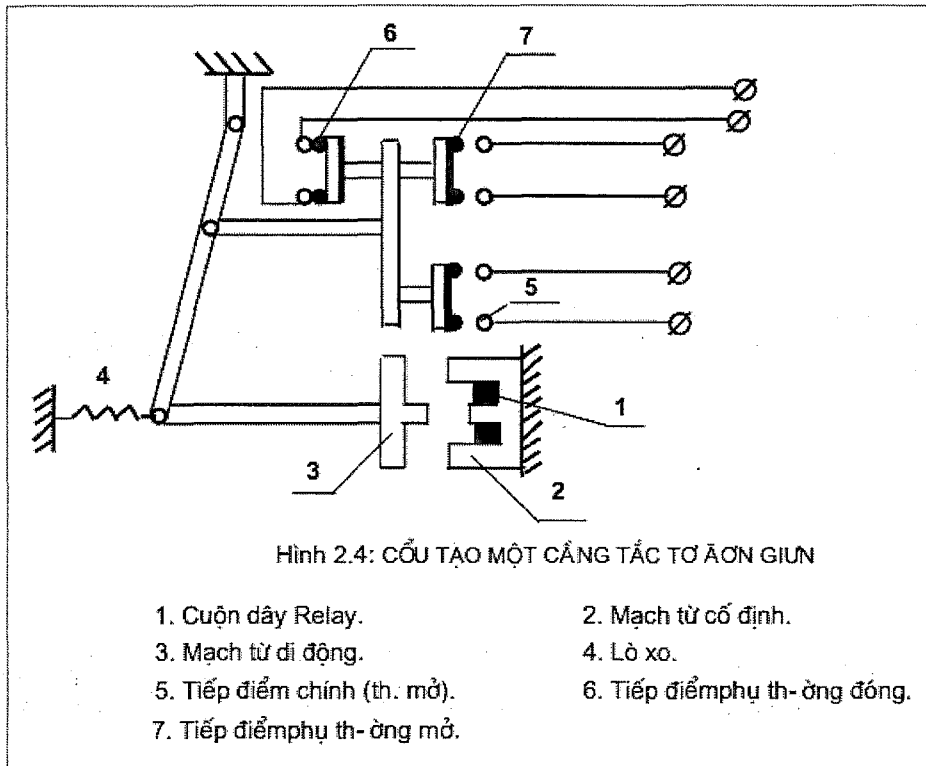 6
7
5
4
1
3
2
Hình 2.4: CỔU TẠO MỘT CẦNG TẮC TƠ ĀƠN GIƯN
1. Cuộn dây Relay. 2. Mạch từ cố định.
3. Mạch từ di động. 4. Lò xo.
5. Tiếp điểm chính (th. mở). 6. Tiếp điểmphụ th- ờng đóng.
7. Tiếp điểmphụ th- ờng mở.